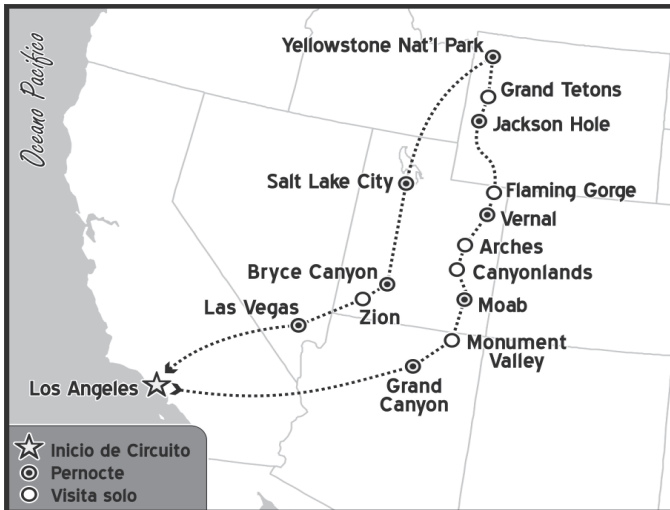 Oceano Pacifico
Yellowstone Nat'l Park
Grand Tetons
Jackson Hole
Salt Lake City
Flaming Gorge
Vernal
Arches
Bryce Canyon
Canyonlands
Las Vegas
Zion
Moab
Monument
Valley
Los Angeles
Grand
Canyon
Inicio de Circuito
Pernocte
Visita solo